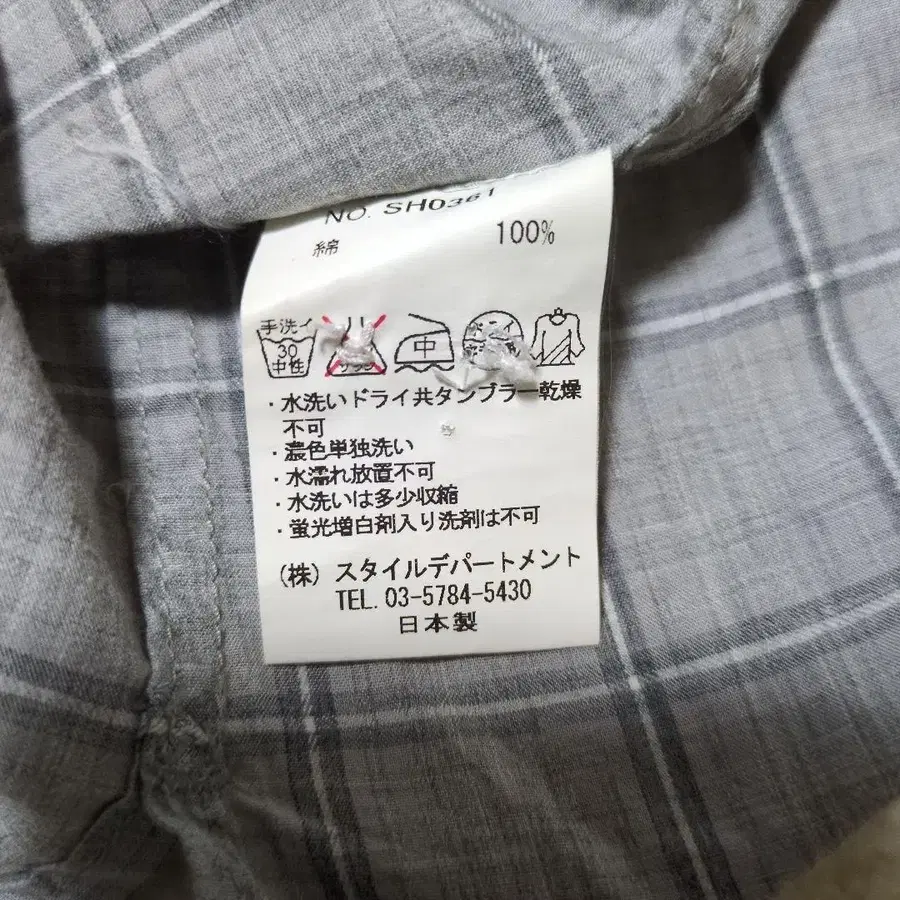 NO. SH0361
綿 100%
手洗イ
30
中性
中
・水洗いドライ共タンブラー乾燥
不可
・濃色単独洗い
・水濡れ放置不可
・水洗いは多少収縮
・蛍光増白剤入り洗剤は不可
(株) スタイルデパートメント
TEL. 03-5784-5430
日本製